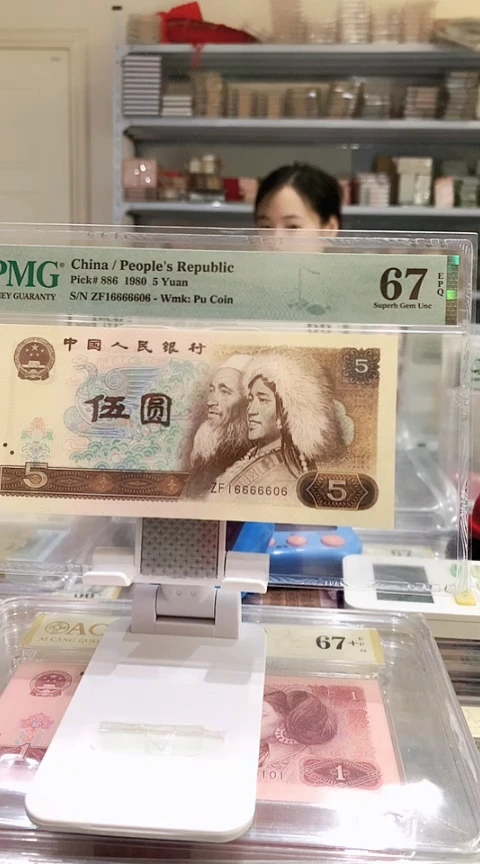 PMG
China / People's Republic
Pick# 886 1980 5 Yuan
S/N ZF16666606 - Wmk: Pu Coin
67
EPQ
Superb Gem Unc
EY GUARANTY
中国人民银行
5
伍圆
ZF16666606
5
5
67
67+
1
1